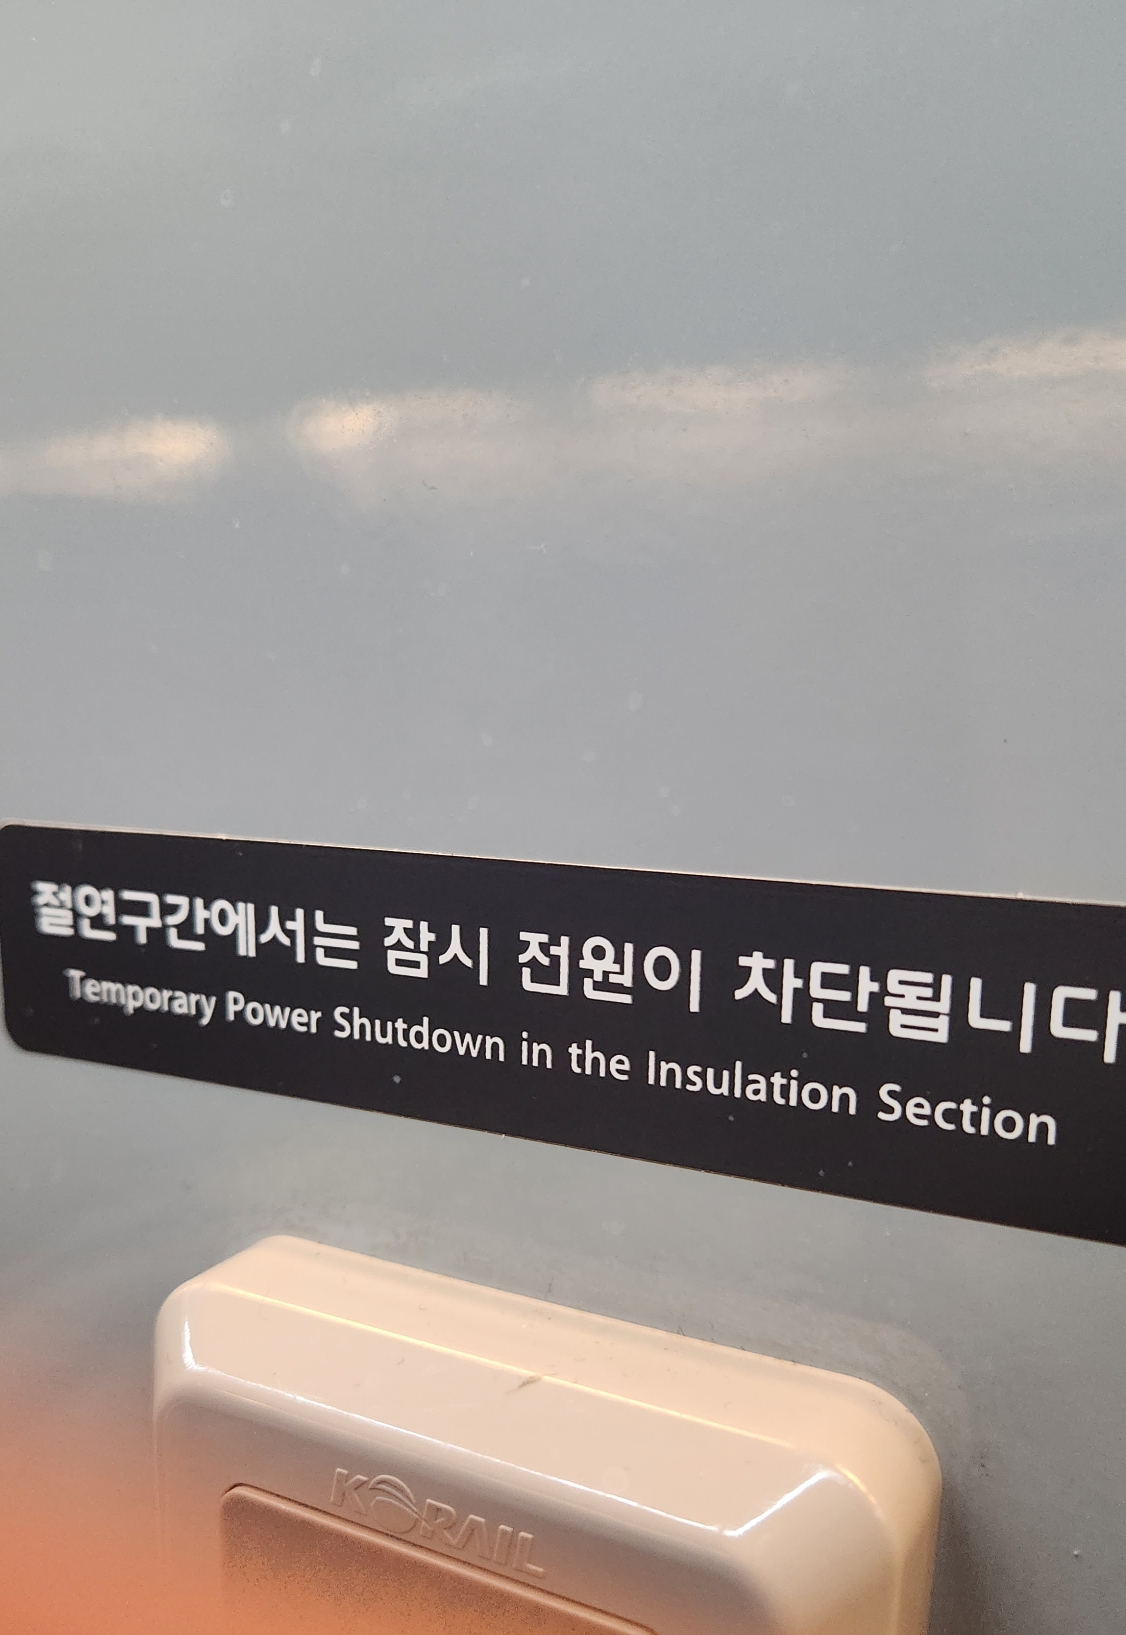 절연구간에서는 잠시 전원이 차단됩니다
Temporary Power Shutdown in the Insulation Section
KORAIL